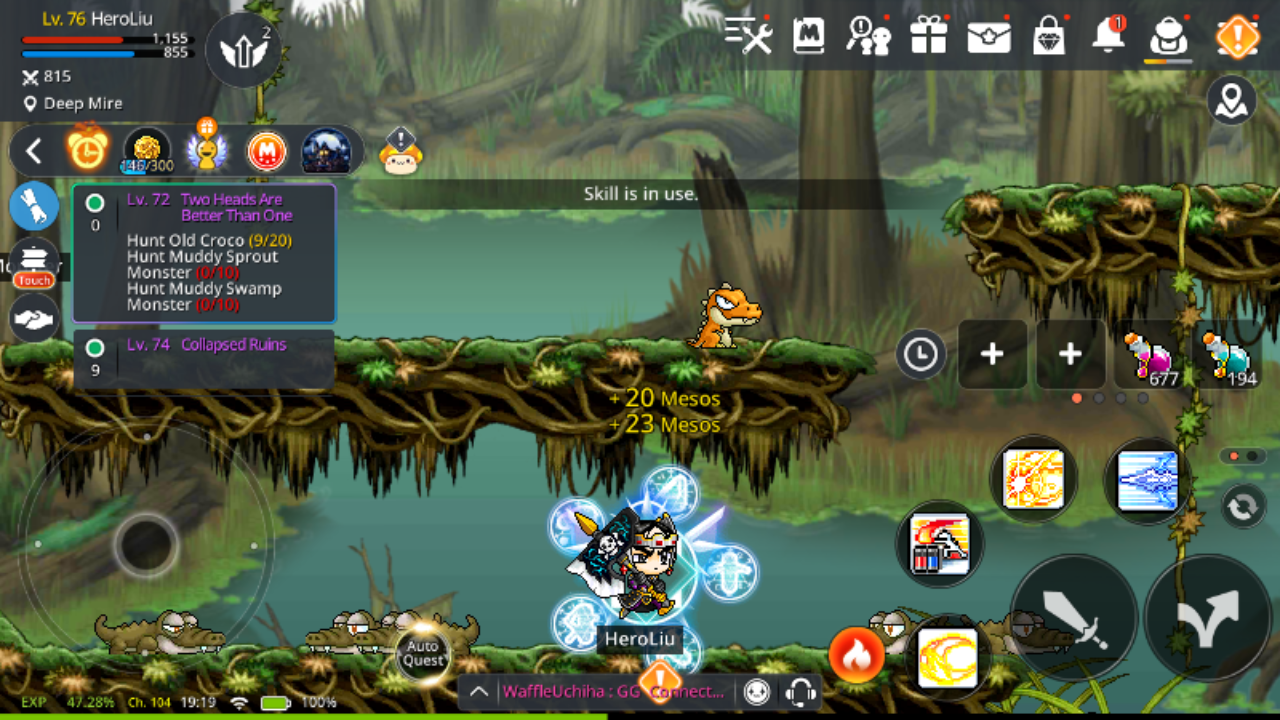 Lv. 76 HeroLiu
1,155
855
2
815
Deep Mire
1
146/300
M
Skill is in use.
Lv. 72 Two Heads Are
Better Than One
0
Hunt Old Croco (9/20)
Hunt Muddy Sprout
Monster (0/10)
Hunt Muddy Swamp
Monster (0/10)
Touch
Lv. 74 Collapsed Ruins
9
677
194
+ 20 Mesos
+ 23 Mesos
HeroLiu
Auto
Quest
WaffleUchiha : GG Connect...
EXP 47.28% Ch. 104 19:19 100%